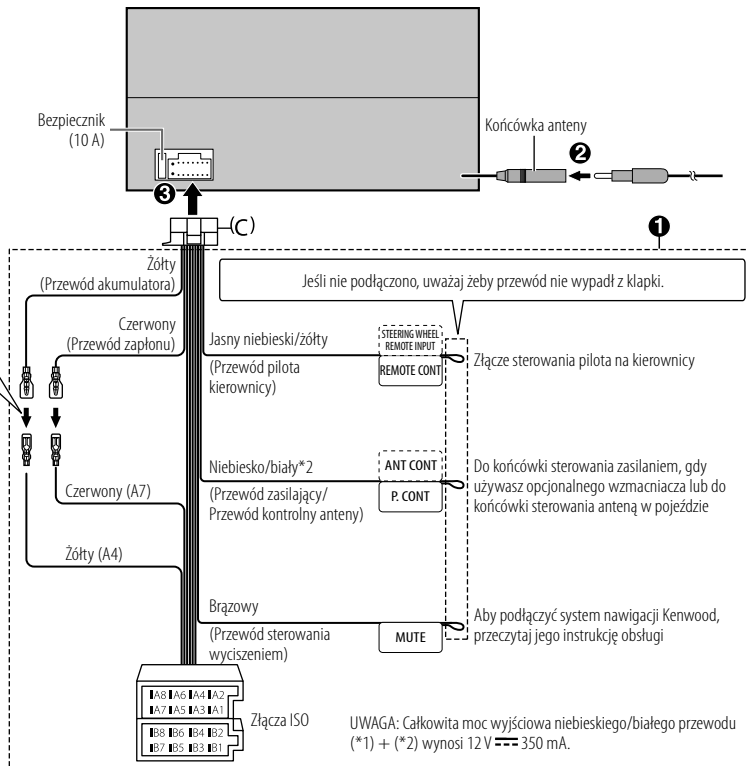 Bezpiecznik
(10 A)
Końcówka anteny
❷
❸
(C)
❶
Żółty
(Przewód akumulatora)
Jeśli nie podłączono, uważaj żeby przewód nie wypadł z klapki.
Czerwony
(Przewód zapłonu)
Jasny niebieski/żółty
(Przewód pilota
kierownicy)
STEERING WHEEL
REMOTE INPUT
REMOTE CONT
Złącze sterowania pilota na kierownicy
Niebiesko/biały*2
(Przewód zasilający/
Przewód kontrolny anteny)
ANT CONT
P. CONT
Do końcówki sterowania zasilaniem, gdy
używasz opcjonalnego wzmacniacza lub do
końcówki sterowania anteną w pojeździe
Czerwony (A7)
Żółty (A4)
Brązowy
(Przewód sterowania
wyciszeniem)
MUTE
Aby podłączyć system nawigacji Kenwood,
przeczytaj jego instrukcję obsługi
A8 A6 A4 A2
A7 A5 A3 A1
B8 B6 B4 B2
B7 B5 B3 B1
Złącza ISO
UWAGA: Całkowita moc wyjściowa niebieskiego/białego przewodu
(*1) + (*2) wynosi 12 V ⎓ 350 mA.